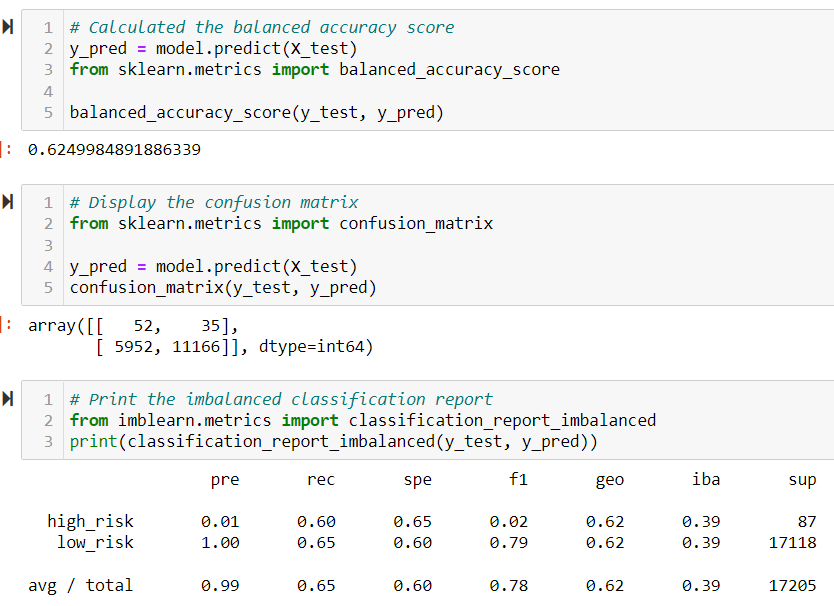 1 # Calculated the balanced accuracy score
2 y_pred = model.predict(X_test)
3 from sklearn.metrics import balanced_accuracy_score
4
5 balanced_accuracy_score(y_test, y_pred)
]: 0.6249984891886339
1 # Display the confusion matrix
2 from sklearn.metrics import confusion_matrix
3
4 y_pred = model.predict(X_test)
5 confusion_matrix(y_test, y_pred)
]: array([[   52,    35],
       [ 5952, 11166]], dtype=int64)
1 # Print the imbalanced classification report
2 from imblearn.metrics import classification_report_imbalanced
3 print(classification_report_imbalanced(y_test, y_pred))
pre rec spe f1 geo iba sup
high_risk 0.01 0.60 0.65 0.02 0.62 0.39 87
low_risk 1.00 0.65 0.60 0.79 0.62 0.39 17118
avg / total 0.99 0.65 0.60 0.78 0.62 0.39 17205